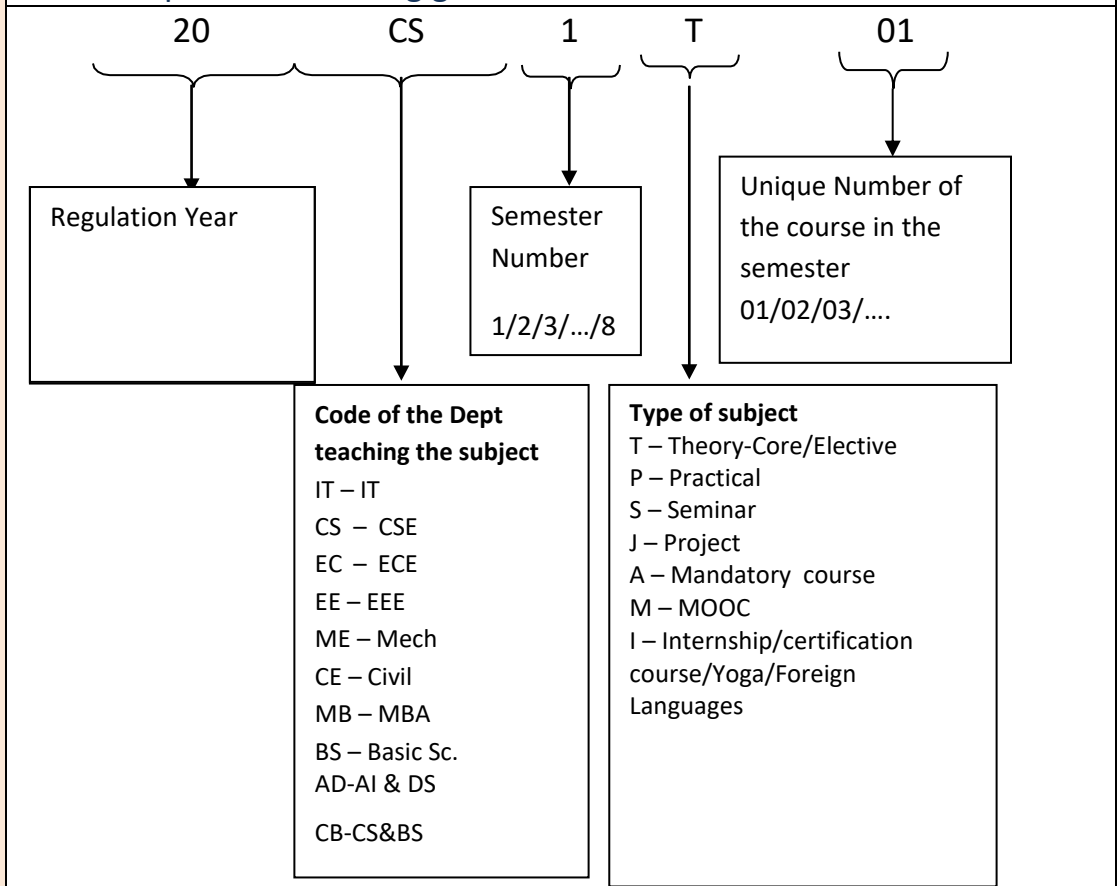 20 CS 1 T 01
Regulation Year
Semester
Number
1/2/3/.../8
Unique Number of
the course in the
semester
01/02/03/....
Code of the Dept
teaching the subject
IT – IT
CS – CSE
EC – ECE
EE – EEE
ME – Mech
CE – Civil
MB – MBA
BS – Basic Sc.
AD-AI & DS
CB-CS&BS
Type of subject
T – Theory-Core/Elective
P – Practical
S – Seminar
J – Project
A – Mandatory course
M – MOOC
I – Internship/certification
course/Yoga/Foreign
Languages